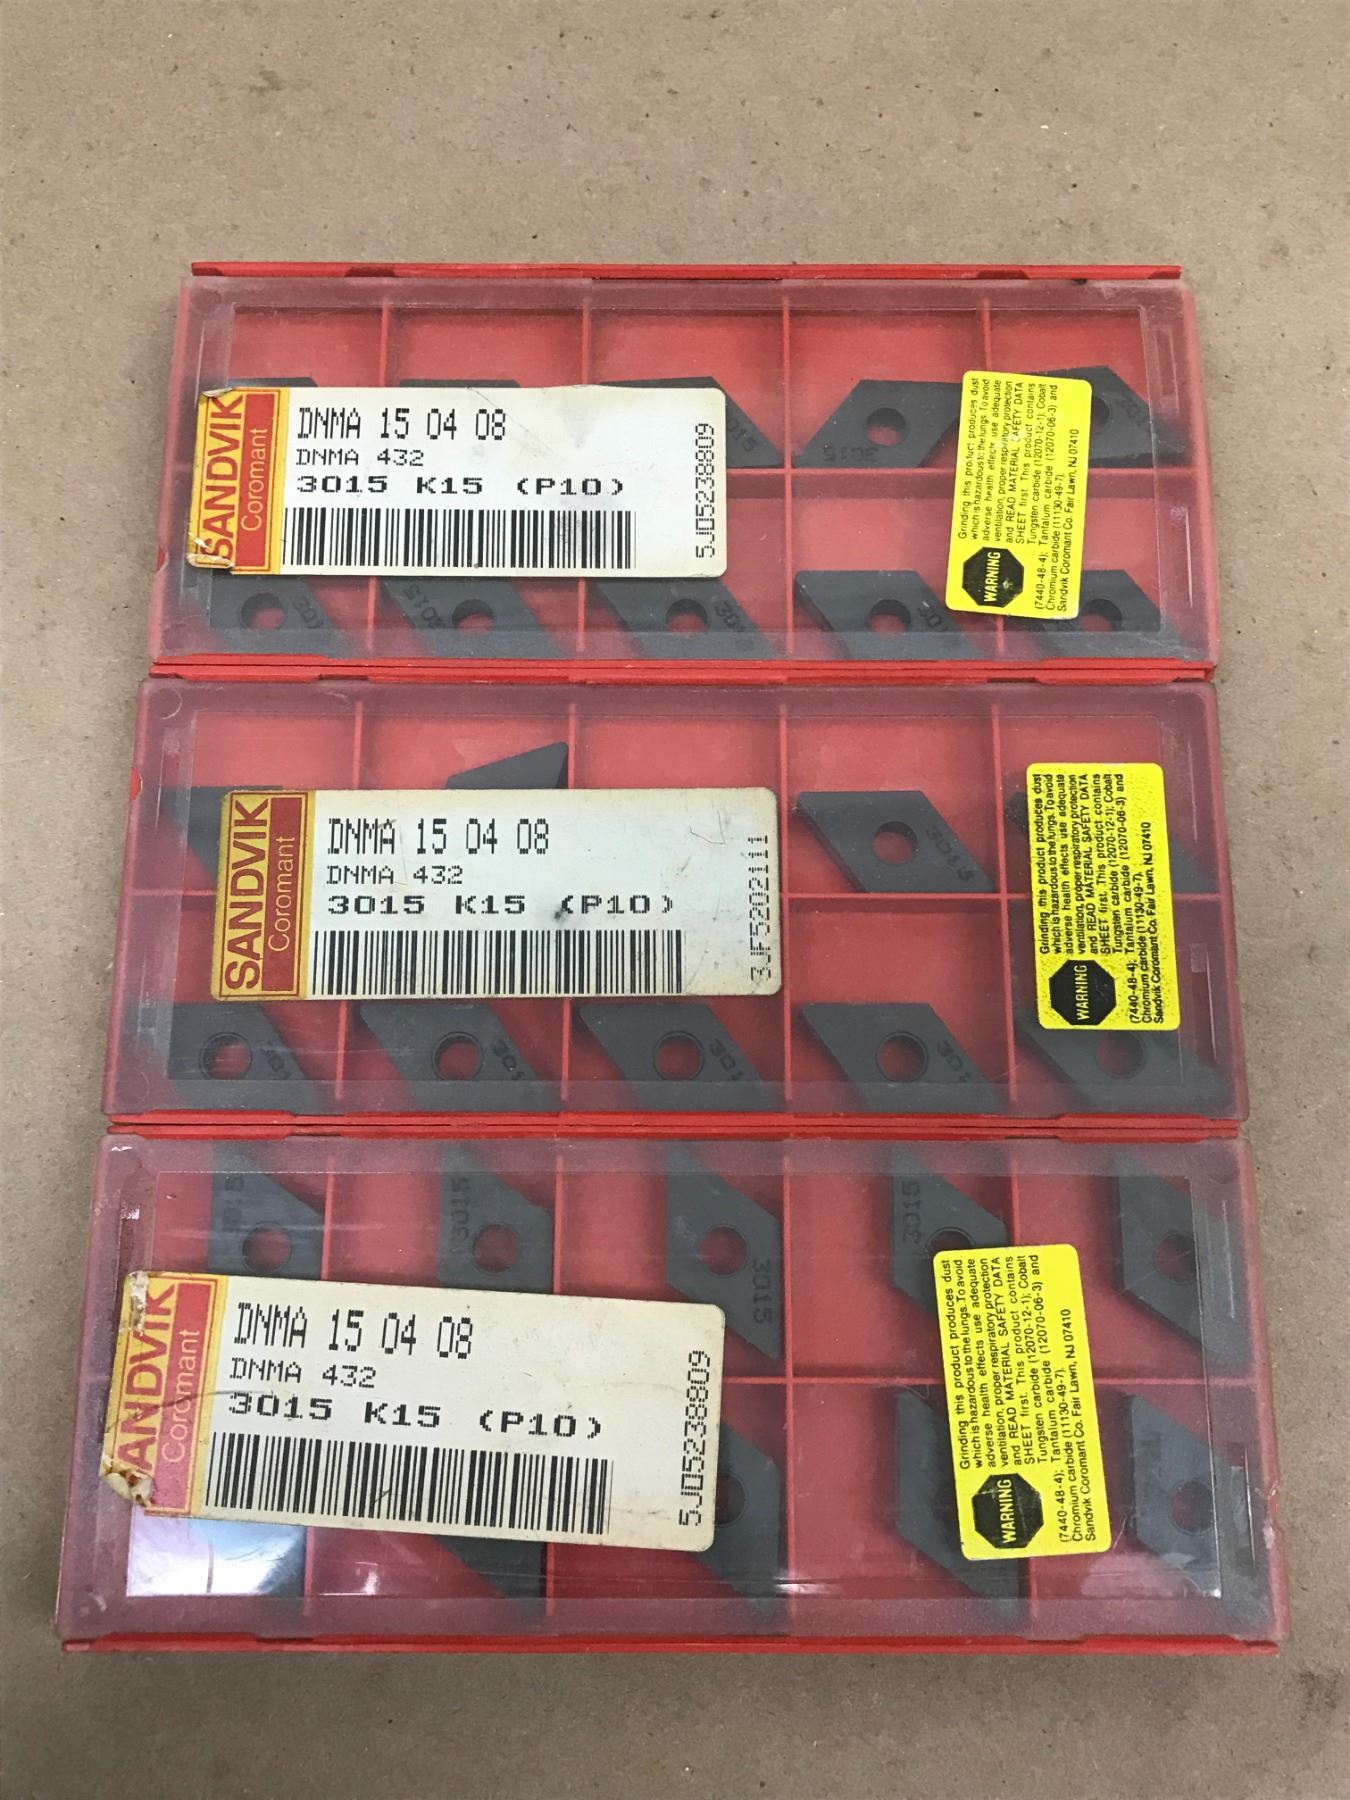 SANDVIK
Coromant
DNMA 15 04 08
DNMA 432
3015 K15 (P10)
5JD5238809
3015
3015
Grinding this product produces dust
which is hazardous to the lungs. To avoid
adverse health effects use adequate
ventilation, proper respiratory protection
and READ MATERIAL SAFETY DATA
SHEET first. This product contains
Tungsten carbide (12070-12-1); Cobalt
(7440-48-4); Tantalum carbide (12070-06-3) and
Chromium carbide (11130-49-7).
Sandvik Coromant Co. Fair Lawn, NJ 07410
WARNING
301
3015
301
301
SANDVIK
Coromant
DNMA 15 04 08
DNMA 432
3015 K15 (P10)
3JF5202111
3015
Grinding this product produces dust
which is hazardous to the lungs. To avoid
adverse health effects use adequate
ventilation, proper respiratory protection
and READ MATERIAL SAFETY DATA
SHEET first. This product contains
Tungsten carbide (12070-12-1); Cobalt
(7440-48-4); Tantalum carbide (12070-06-3) and
Chromium carbide (11130-49-7).
Sandvik Coromant Co. Fair Lawn, NJ 07410
WARNING
301
301
301
301
3015
3015
3015
3015
SANDVIK
Coromant
DNMA 15 04 08
DNMA 432
3015 K15 (P10)
5JD5238809
Grinding this product produces dust
which is hazardous to the lungs. To avoid
adverse health effects use adequate
ventilation, proper respiratory protection
and READ MATERIAL SAFETY DATA
SHEET first. This product contains
Tungsten carbide (12070-12-1); Cobalt
(7440-48-4); Tantalum carbide (12070-06-3) and
Chromium carbide (11130-49-7).
Sandvik Coromant Co. Fair Lawn, NJ 07410
WARNING